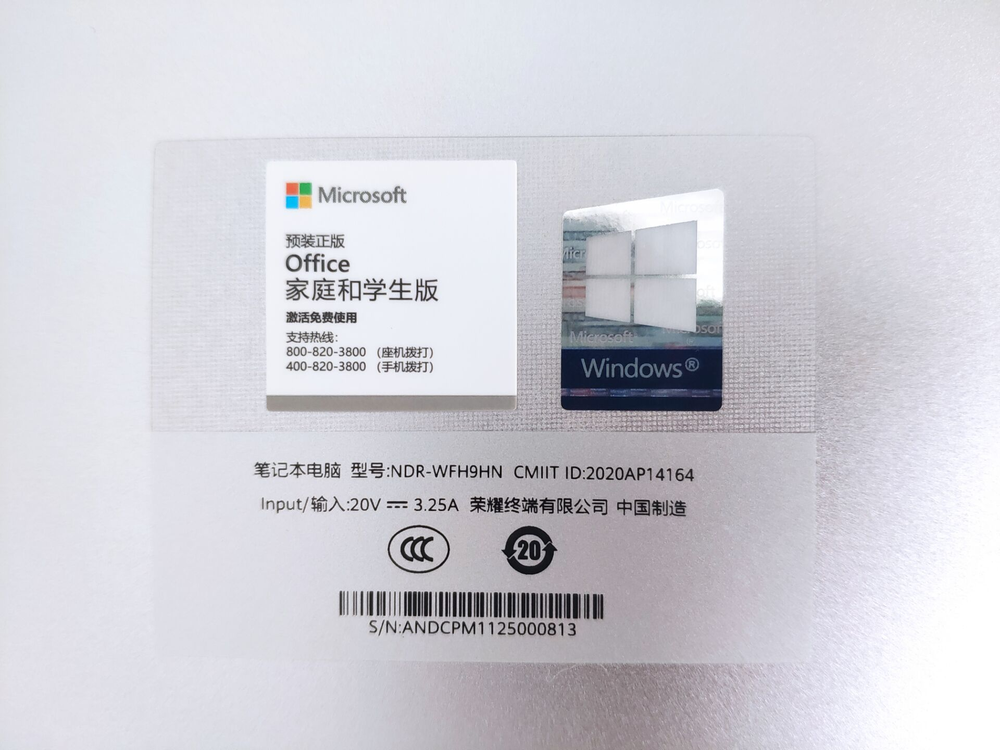 Microsoft
预装正版
Office
家庭和学生版
激活免费使用
支持热线：
800-820-3800 （座机拨打）
400-820-3800 （手机拨打）
Microsoft
Windows®
笔记本电脑 型号:NDR-WFH9HN CMIIT ID:2020AP14164
Input/输入:20V ⎓ 3.25A 荣耀终端有限公司 中国制造
CCC
20
S/N:ANDCPM1125000813